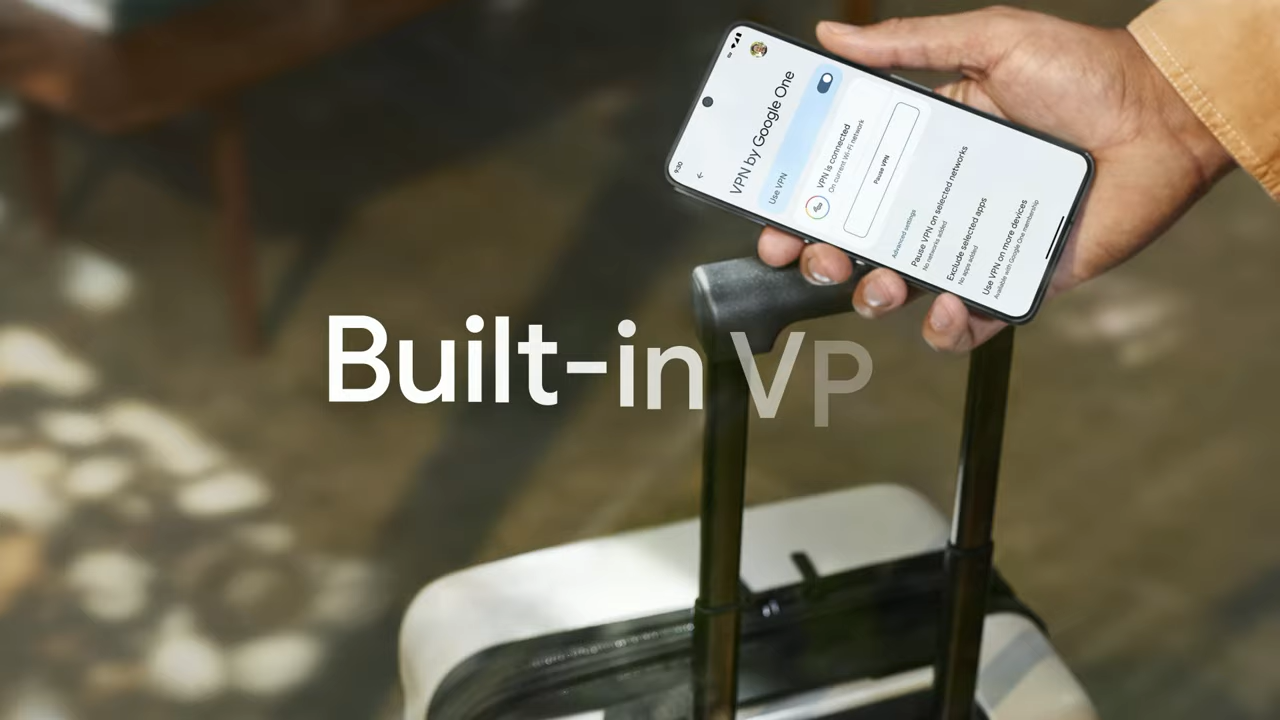 9:30
VPN by Google One
Use VPN
VPN is connected
On current Wi-Fi network
Pause VPN
Advanced settings
Pause VPN on selected networks
No networks added
Exclude selected apps
No apps added
Use VPN on more devices
Available with Google One membership
Built-in VP